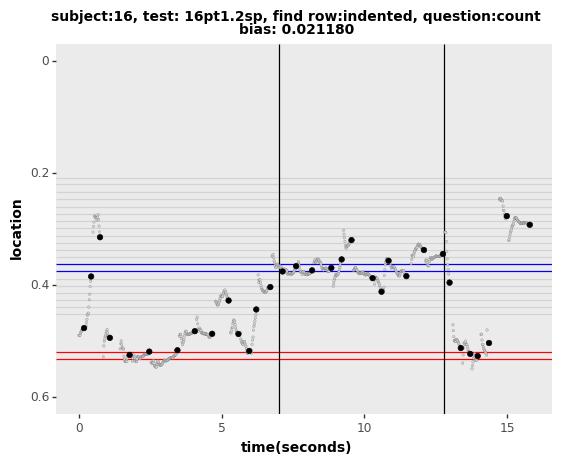 subject:16, test: 16pt1.2sp, find row:indented, question:count
bias: 0.021180
0
0.2
0.4
0.6
location
0
5
10
15
time(seconds)